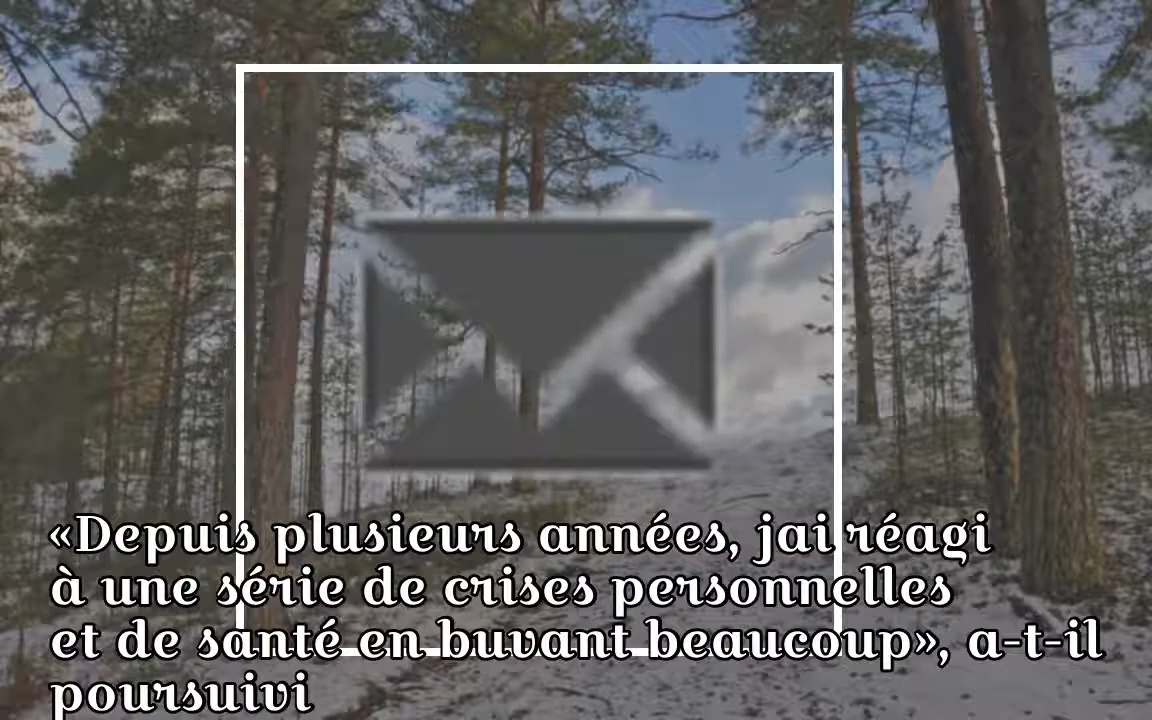 «Depuis plusieurs années, jai réagi
à une série de crises personnelles
et de santé en buvant beaucoup», a-t-il
poursuivi